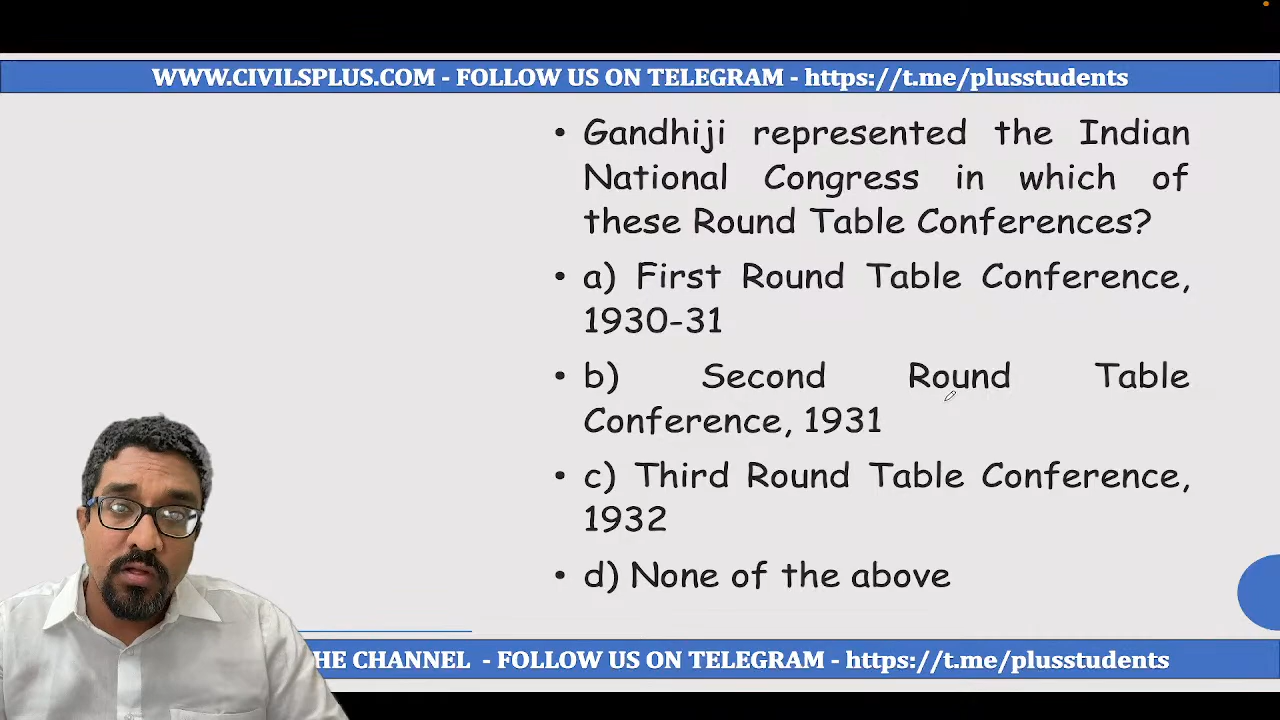 WWW.CIVILSPLUS.COM - FOLLOW US ON TELEGRAM - https://t.me/plusstudents
• Gandhiji represented the Indian
National Congress in which of
these Round Table Conferences?
• a) First Round Table Conference,
1930-31
• b) Second Round Table
Conference, 1931
• c) Third Round Table Conference,
1932
• d) None of the above
HE CHANNEL - FOLLOW US ON TELEGRAM - https://t.me/plusstudents